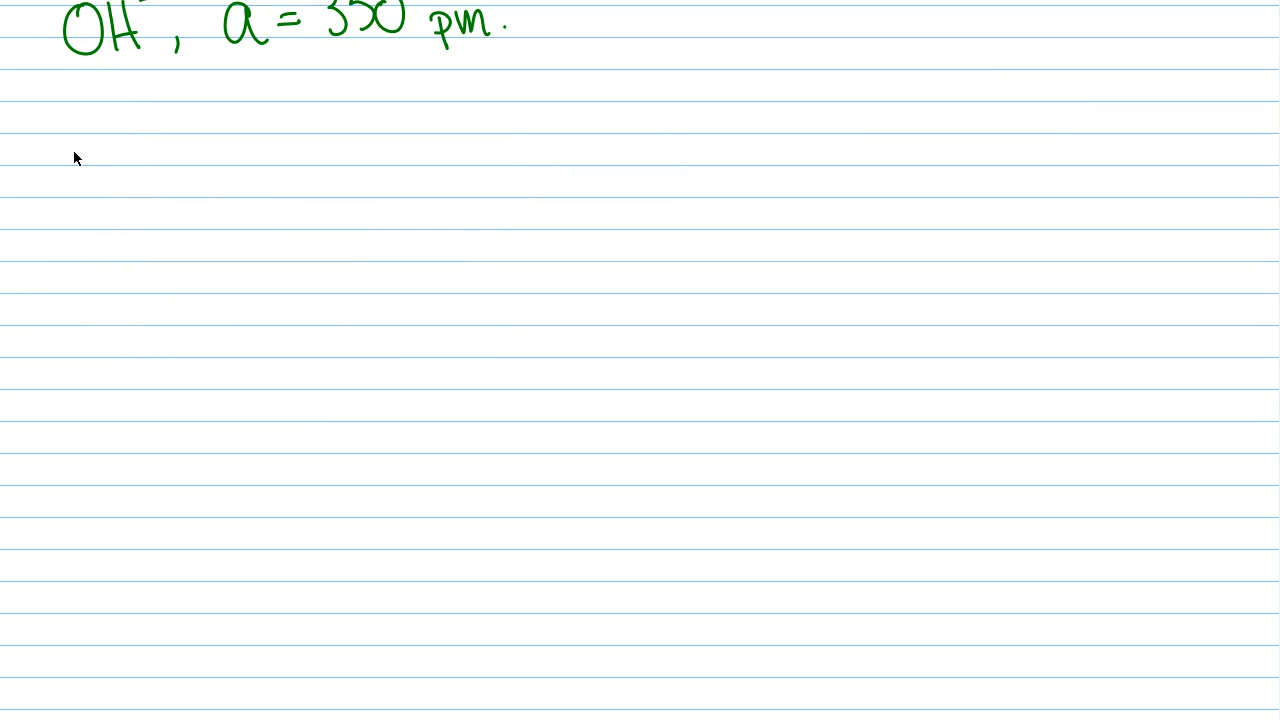 OH⁻, a = 350 pm.